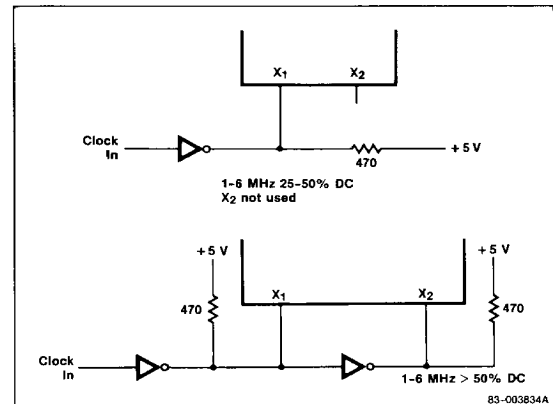 X1
X2
Clock
In
470
+5 V
1-6 MHz 25-50% DC
X2 not used
+5 V
+5 V
X1
X2
470
470
Clock
In
1-6 MHz > 50% DC
83-003834A